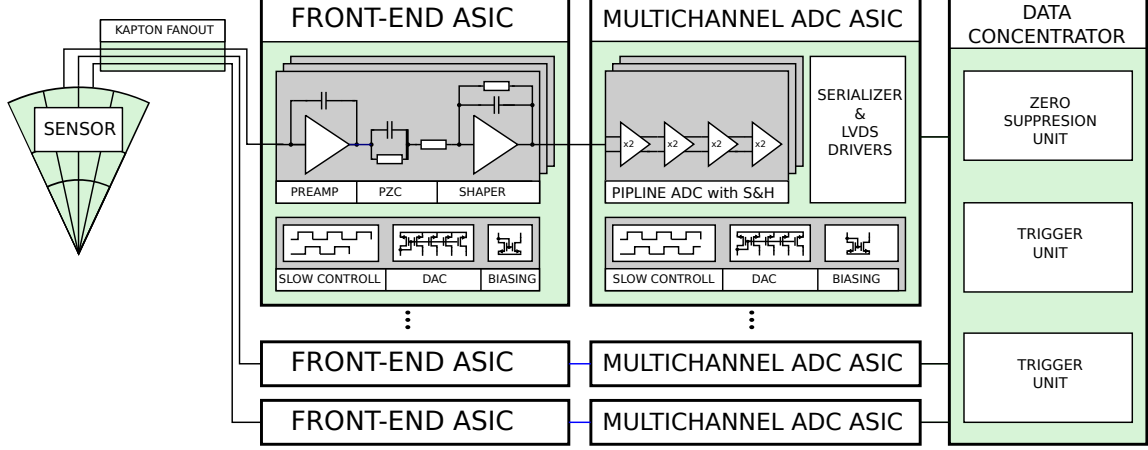 KAPTON FANOUT
SENSOR
FRONT-END ASIC
PREAMP
PZC
SHAPER
SLOW CONTROLL
DAC
BIASING
MULTICHANNEL ADC ASIC
x2
x2
x2
x2
PIPLINE ADC with S&H
SERIALIZER
&
LVDS
DRIVERS
SLOW CONTROLL
DAC
BIASING
DATA
CONCENTRATOR
ZERO
SUPPRESION
UNIT
TRIGGER
UNIT
TRIGGER
UNIT
FRONT-END ASIC
MULTICHANNEL ADC ASIC
FRONT-END ASIC
MULTICHANNEL ADC ASIC